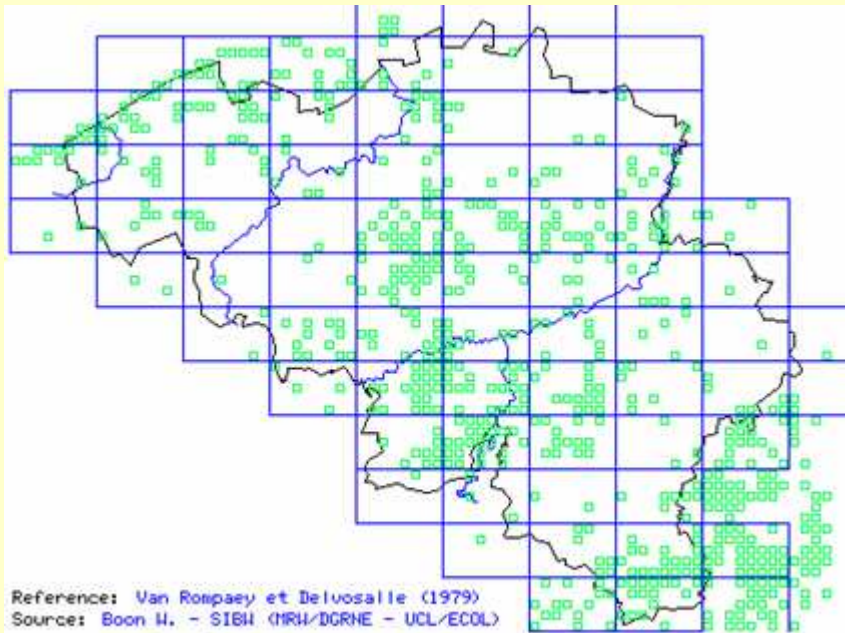 Reference: Van Rompaey et Delvosalle (1979)
Source: Boon W. - SIBW (MRW/DGRNE - UCL/ECOL)